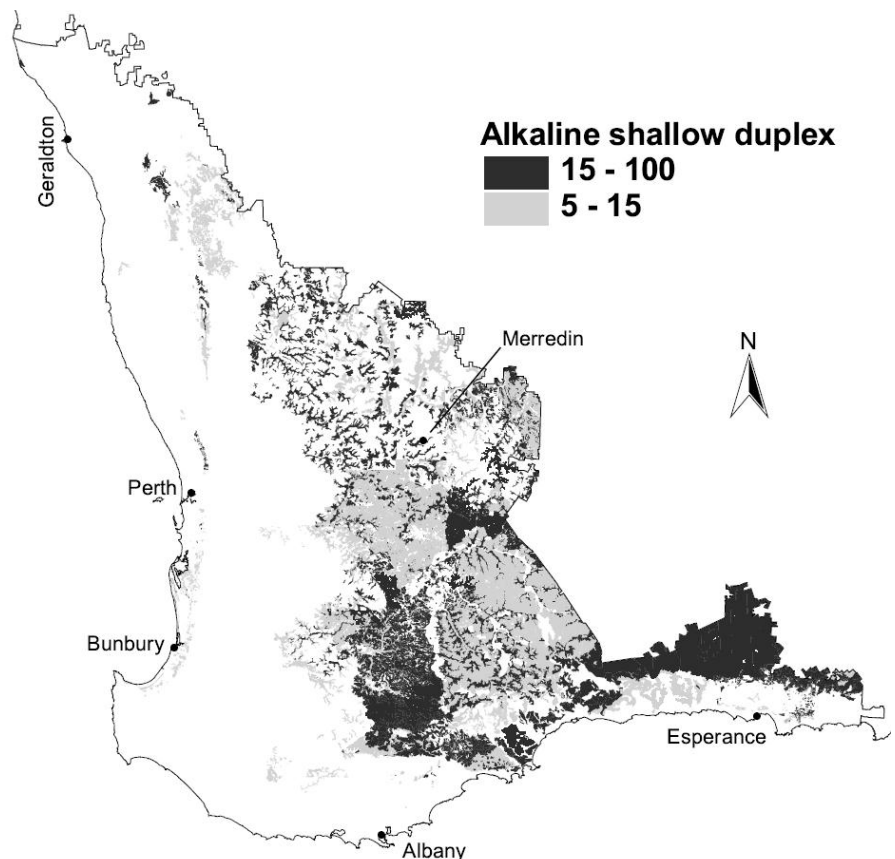 Geraldton
Alkaline shallow duplex
15 - 100
5 - 15
Merredin
N
Perth
Bunbury
Esperance
Albany